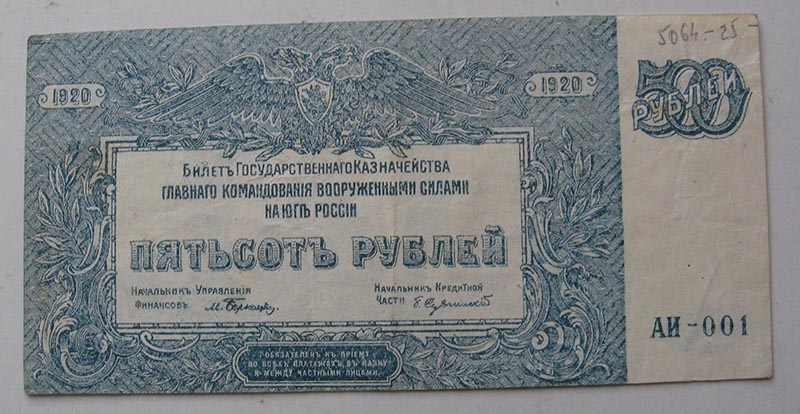 5064-25-
1920
1920
500
РУБЛЕЙ
БИЛЕТЪ ГОСУДАРСТВЕННАГО КАЗНАЧЕЙСТВА
ГЛАВНАГО КОМАНДОВАНІЯ ВООРУЖЕННЫМИ СИЛАМИ
НА ЮГѢ РОССІИ
ПЯТЬСОТЪ РУБЛЕЙ
НАЧАЛЬНИКЪ УПРАВЛЕНІЯ
ФИНАНСОВЪ
НАЧАЛЬНИКЪ КРЕДИТНОЙ
ЧАСТИ
АИ-001
ОБЯЗАТЕЛЕНЪ КЪ ПРІЕМУ
ВО ВСѢХЪ ПЛАТЕЖАХЪ, ВЪ КАЗНУ
И МЕЖДУ ЧАСТНЫМИ ЛИЦАМИ.